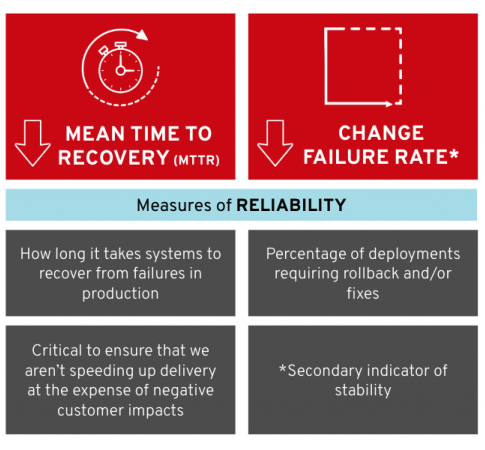 MEAN TIME TO
RECOVERY (MTTR)
CHANGE
FAILURE RATE*
Measures of RELIABILITY
How long it takes systems to
recover from failures in
production
Percentage of deployments
requiring rollback and/or
fixes
Critical to ensure that we
aren't speeding up delivery
at the expense of negative
customer impacts
*Secondary indicator of
stability